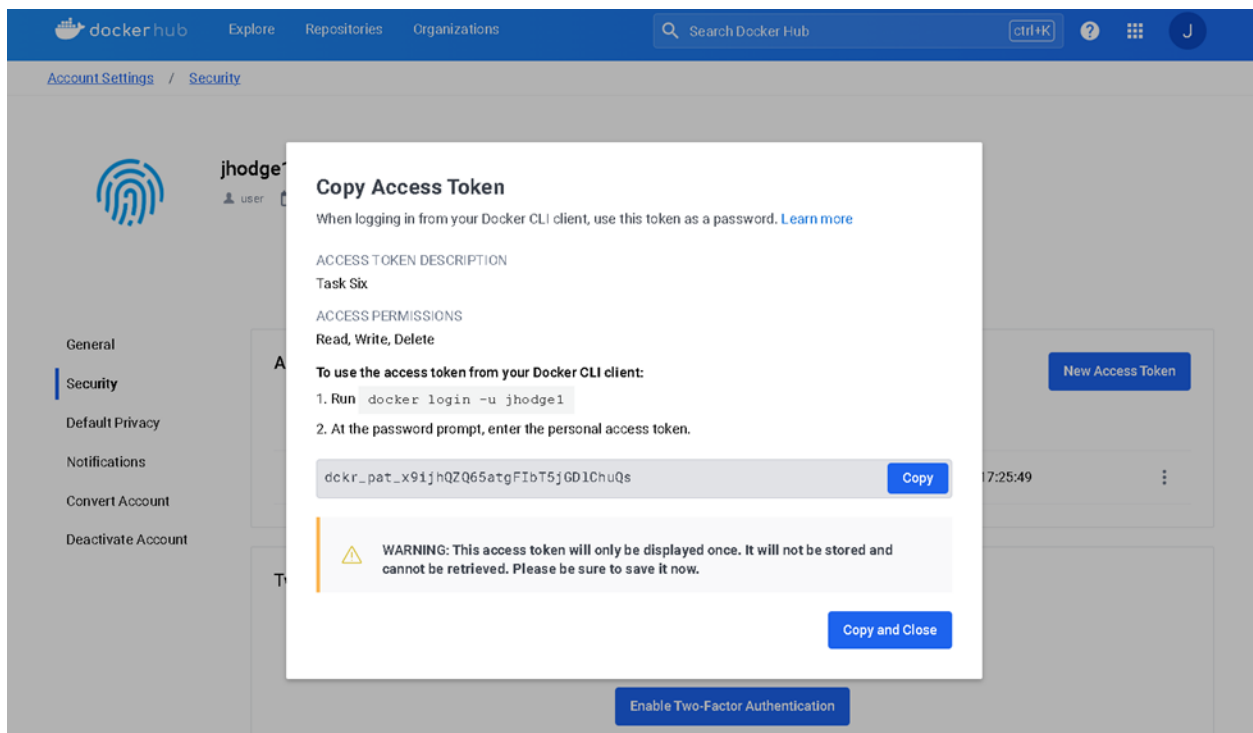 dockerhub Explore Repositories Organizations Search Docker Hub ctrl+K ? J
Account Settings / Security
jhodge1
user
Copy Access Token
When logging in from your Docker CLI client, use this token as a password. Learn more
ACCESS TOKEN DESCRIPTION
Task Six
ACCESS PERMISSIONS
Read, Write, Delete
To use the access token from your Docker CLI client:
1. Run docker login -u jhodge1
2. At the password prompt, enter the personal access token.
dckr_pat_x9ijhQZQ65atgFIbT5jGDlChuQs Copy
WARNING: This access token will only be displayed once. It will not be stored and
cannot be retrieved. Please be sure to save it now.
Copy and Close
General
Security
Default Privacy
Notifications
Convert Account
Deactivate Account
A
New Access Token
17:25:49
Enable Two-Factor Authentication